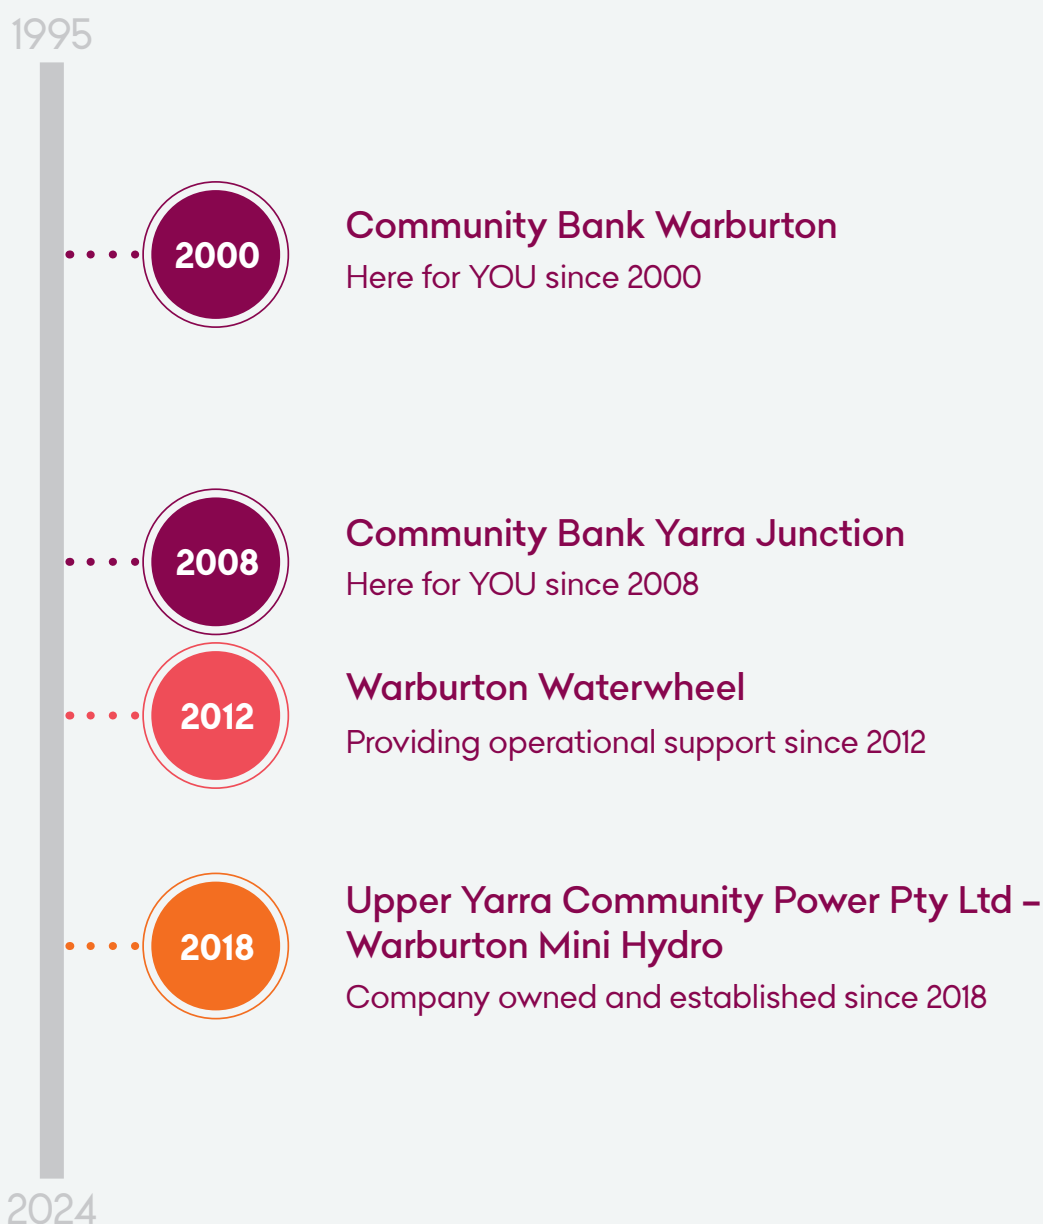 1995
2000
Community Bank Warburton
Here for YOU since 2000
2008
Community Bank Yarra Junction
Here for YOU since 2008
2012
Warburton Waterwheel
Providing operational support since 2012
2018
Upper Yarra Community Power Pty Ltd –
Warburton Mini Hydro
Company owned and established since 2018
2024